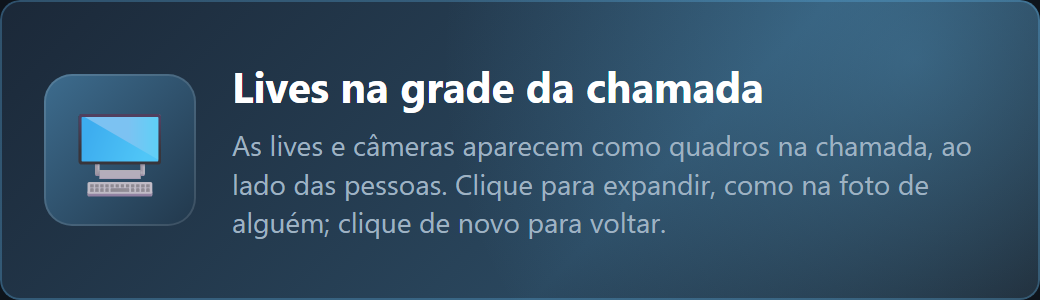 Lives na grade da chamada
As lives e câmeras aparecem como quadros na chamada, ao
lado das pessoas. Clique para expandir, como na foto de
alguém; clique de novo para voltar.